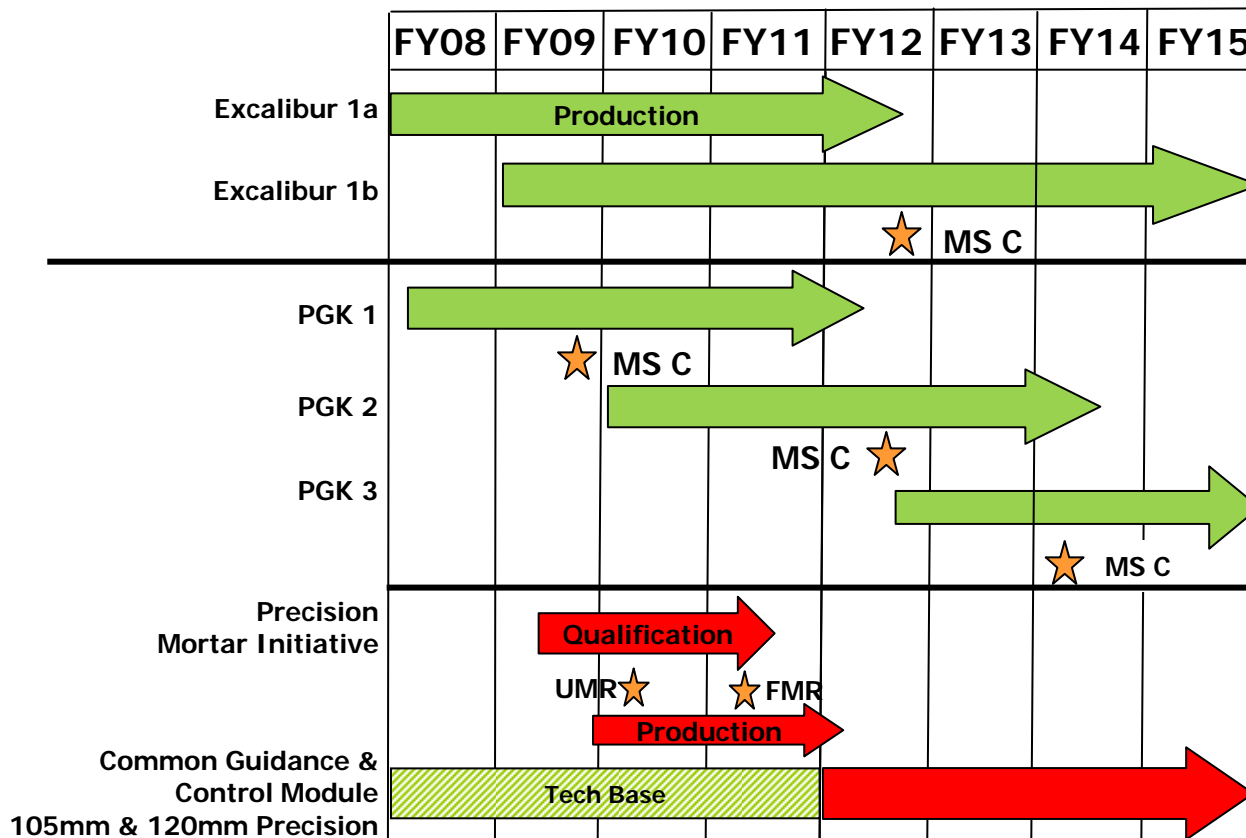 FY08 FY09 FY10 FY11 FY12 FY13 FY14 FY15
Excalibur 1a
Production
Excalibur 1b
MS C
PGK 1
MS C
PGK 2
MS C
PGK 3
MS C
Precision
Mortar Initiative
Qualification
UMR
FMR
Production
Common Guidance &
Control Module
105mm & 120mm Precision
Tech Base